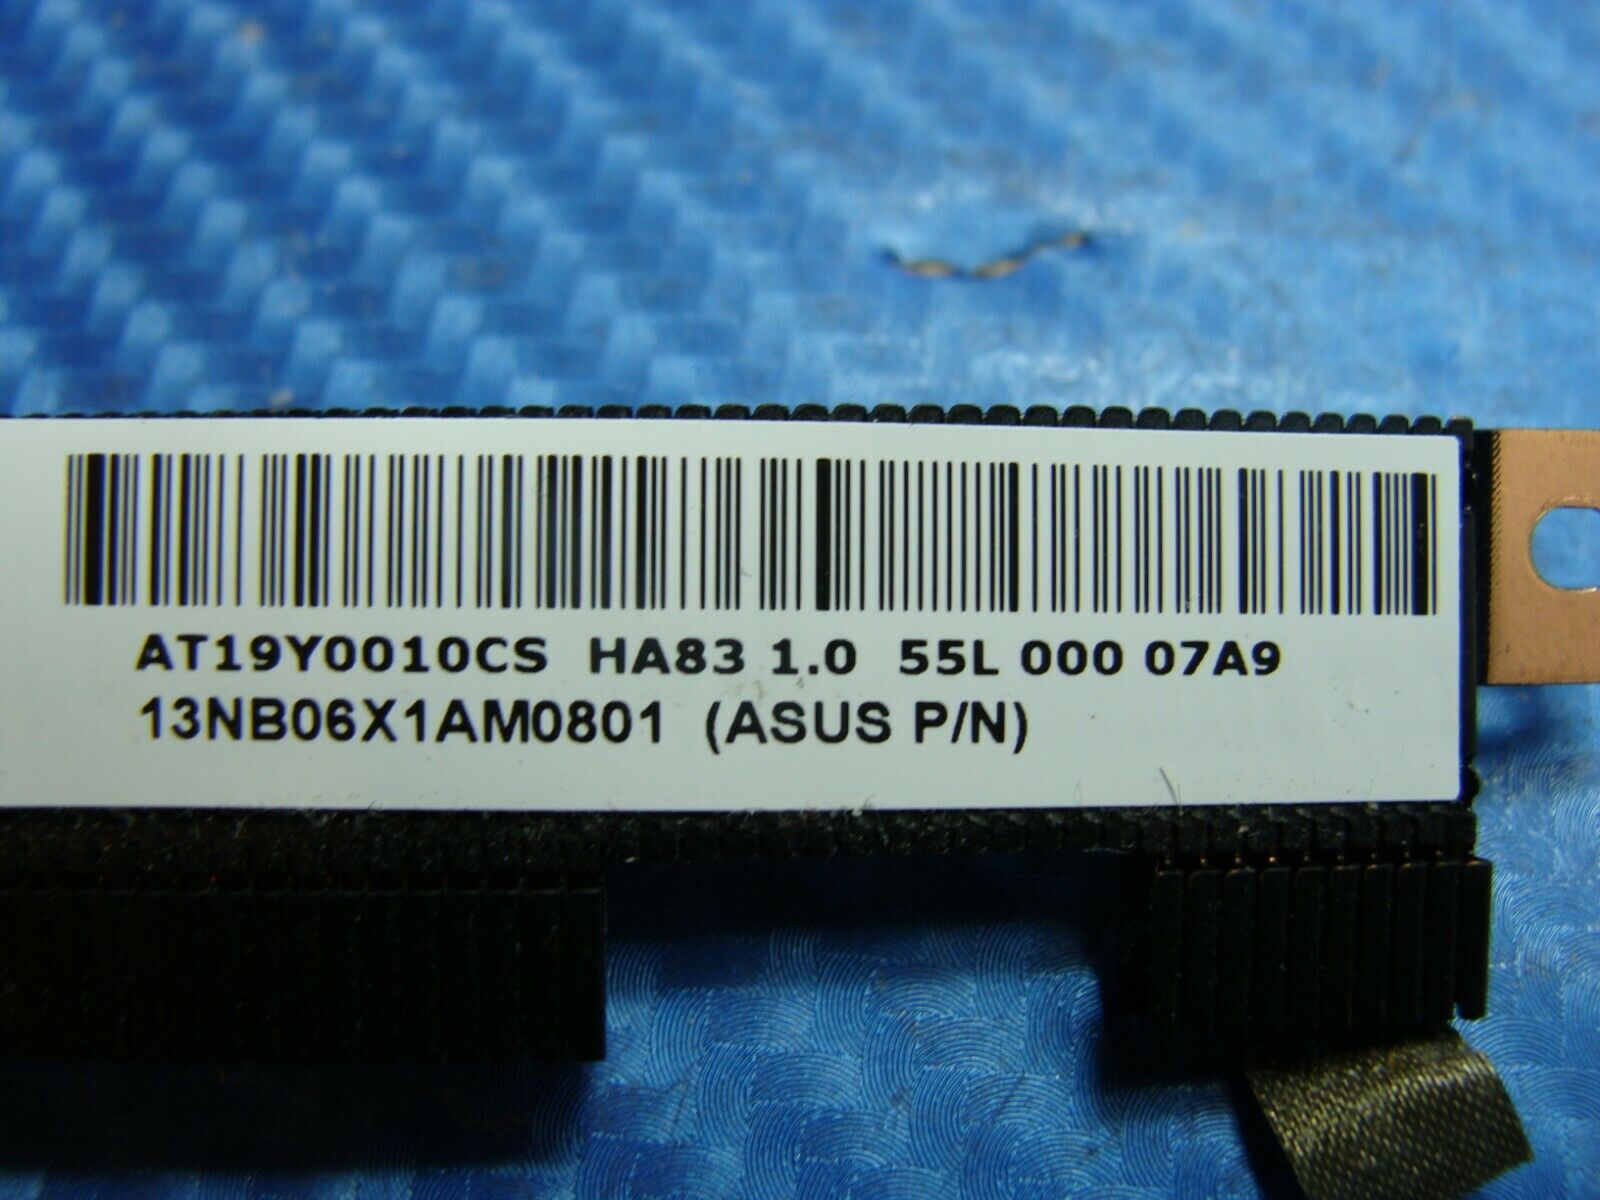 AT19Y0010CS HA83 1.0 55L 000 07A9
13NB06X1AM0801 (ASUS P/N)